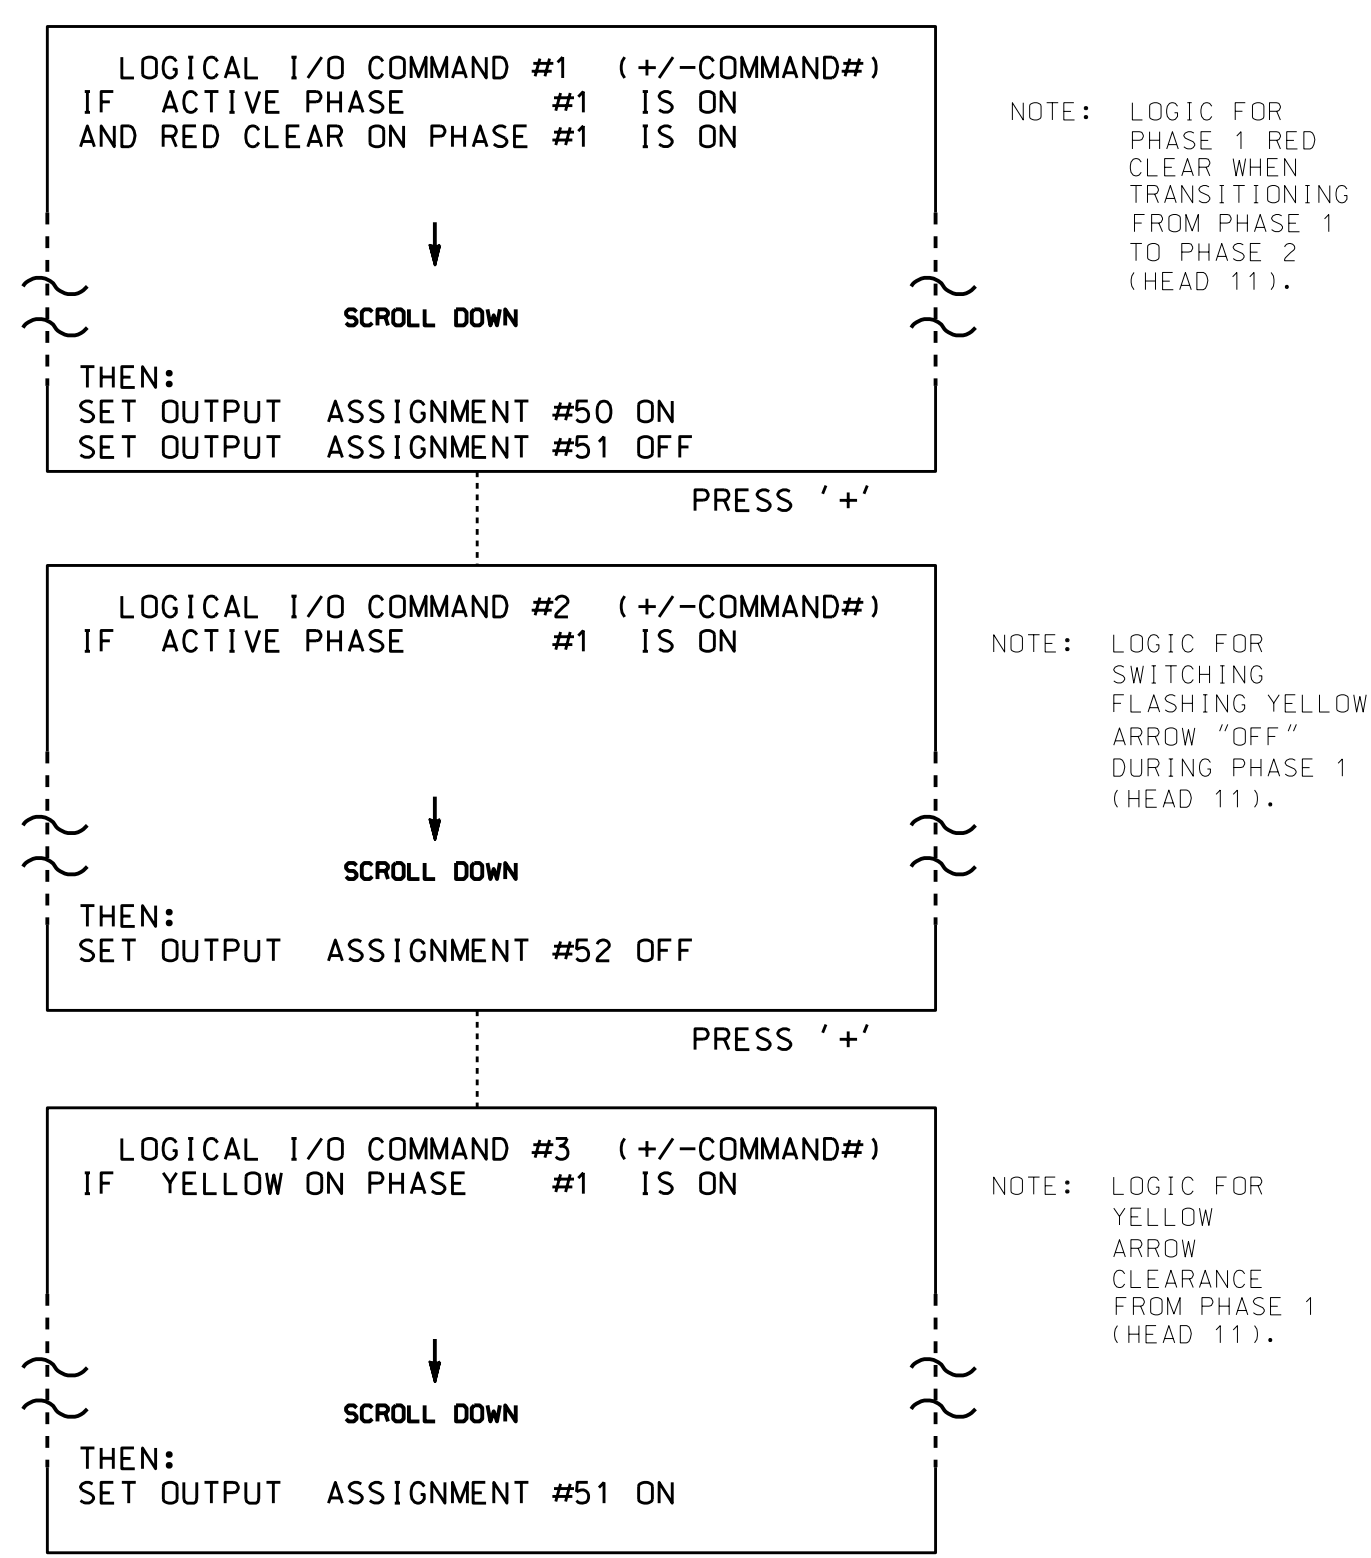 LOGICAL I/O COMMAND #1 (+/-COMMAND#)
IF ACTIVE PHASE #1 IS ON
AND RED CLEAR ON PHASE #1 IS ON
SCROLL DOWN
THEN:
SET OUTPUT ASSIGNMENT #50 ON
SET OUTPUT ASSIGNMENT #51 OFF
NOTE: LOGIC FOR
PHASE 1 RED
CLEAR WHEN
TRANSITIONING
FROM PHASE 1
TO PHASE 2
(HEAD 11).
PRESS '+'
LOGICAL I/O COMMAND #2 (+/-COMMAND#)
IF ACTIVE PHASE #1 IS ON
SCROLL DOWN
THEN:
SET OUTPUT ASSIGNMENT #52 OFF
NOTE: LOGIC FOR
SWITCHING
FLASHING YELLOW
ARROW "OFF"
DURING PHASE 1
(HEAD 11).
PRESS '+'
LOGICAL I/O COMMAND #3 (+/-COMMAND#)
IF YELLOW ON PHASE #1 IS ON
SCROLL DOWN
THEN:
SET OUTPUT ASSIGNMENT #51 ON
NOTE: LOGIC FOR
YELLOW
ARROW
CLEARANCE
FROM PHASE 1
(HEAD 11).